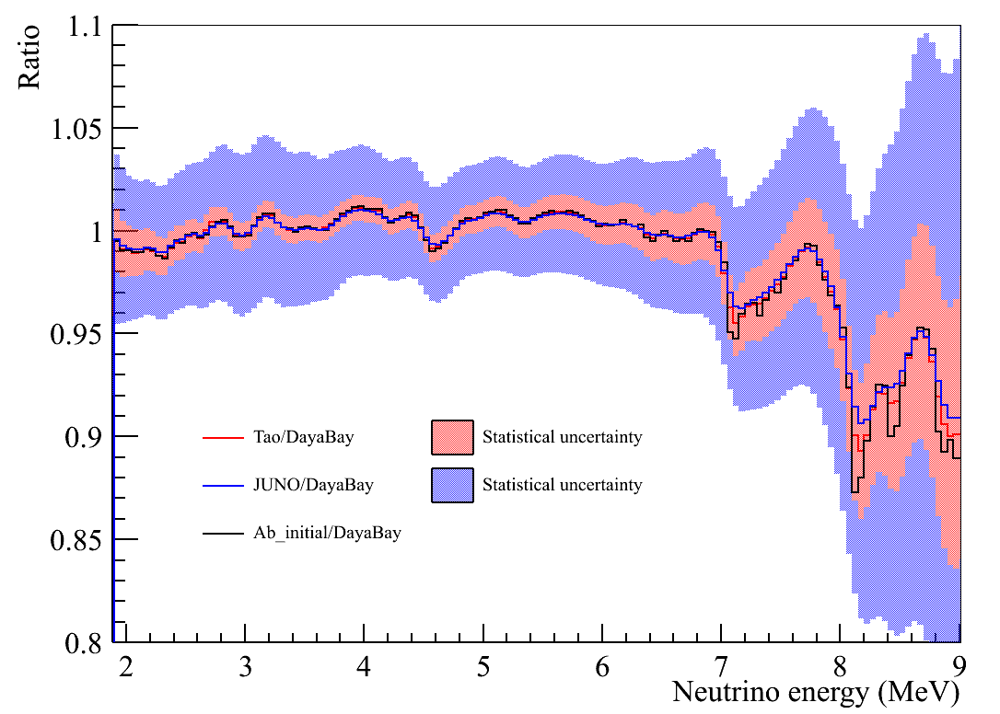 Ratio
1.1
1.05
1
0.95
0.9
0.85
0.8
Tao/DayaBay
Statistical uncertainty
JUNO/DayaBay
Statistical uncertainty
Ab_initial/DayaBay
2 3 4 5 6 7 8 9
Neutrino energy (MeV)